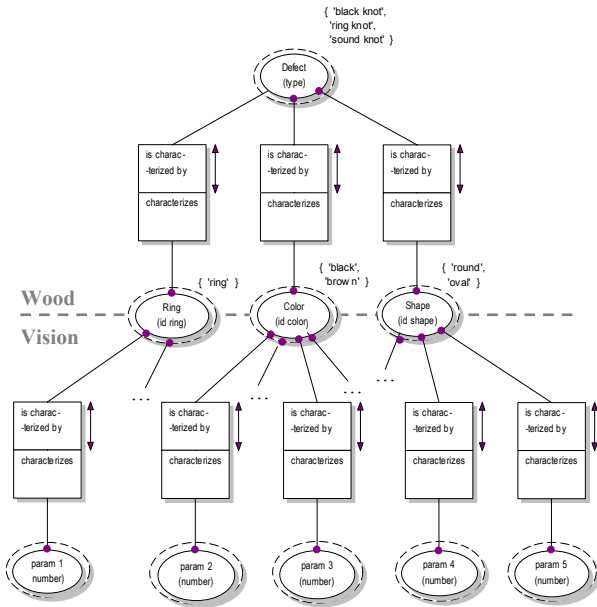 { 'black knot',
'ring knot',
'sound knot' }
Defect
(type)
is charac-
-terized by
characterizes
is charac-
-terized by
characterizes
is charac-
-terized by
characterizes
{ 'ring' }
{ 'black',
'brown' }
{ 'round',
'oval' }
Wood
Vision
Ring
(id ring)
Color
(id color)
Shape
(id shape)
...
...
...
...
is charac-
-terized by
characterizes
is charac-
-terized by
characterizes
is charac-
-terized by
characterizes
is charac-
-terized by
characterizes
is charac-
-terized by
characterizes
param 1
number)
param 2
(number)
param 3
(number)
param 4
(number)
param 5
(number)